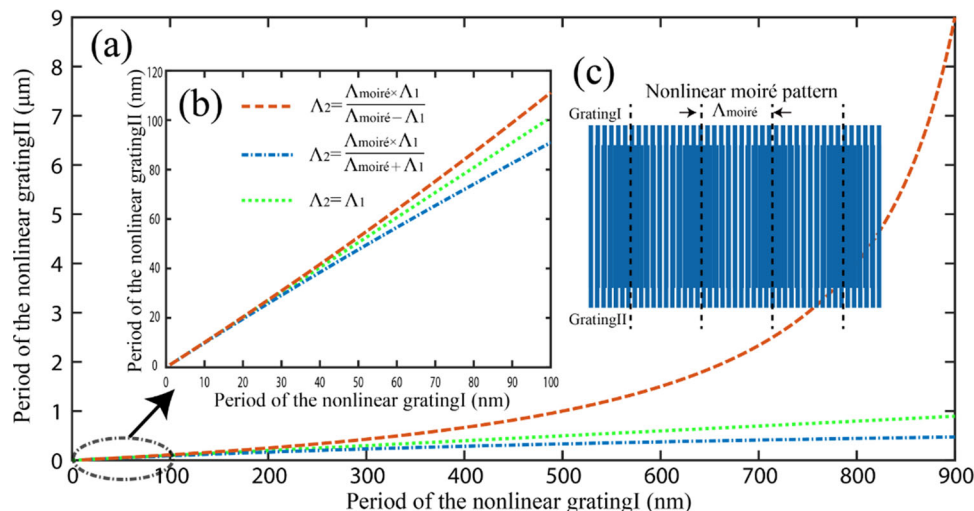 (a)
(b)
(c)
Period of the nonlinear gratingII (μm)
9
8
7
6
5
4
3
2
1
0
0 100 200 300 400 500 600 700 800 900
Period of the nonlinear gratingI (nm)
Period of the nonlinear gratingII (nm)
120
100
80
60
40
20
0
0 10 20 30 40 50 60 70 80 90 100
Period of the nonlinear gratingI (nm)
Λ2=Λmoiré×Λ1/Λmoiré−Λ1
Λ2=Λmoiré×Λ1/Λmoiré+Λ1
Λ2=Λ1
Nonlinear moiré pattern
GratingI
Λmoiré
GratingII